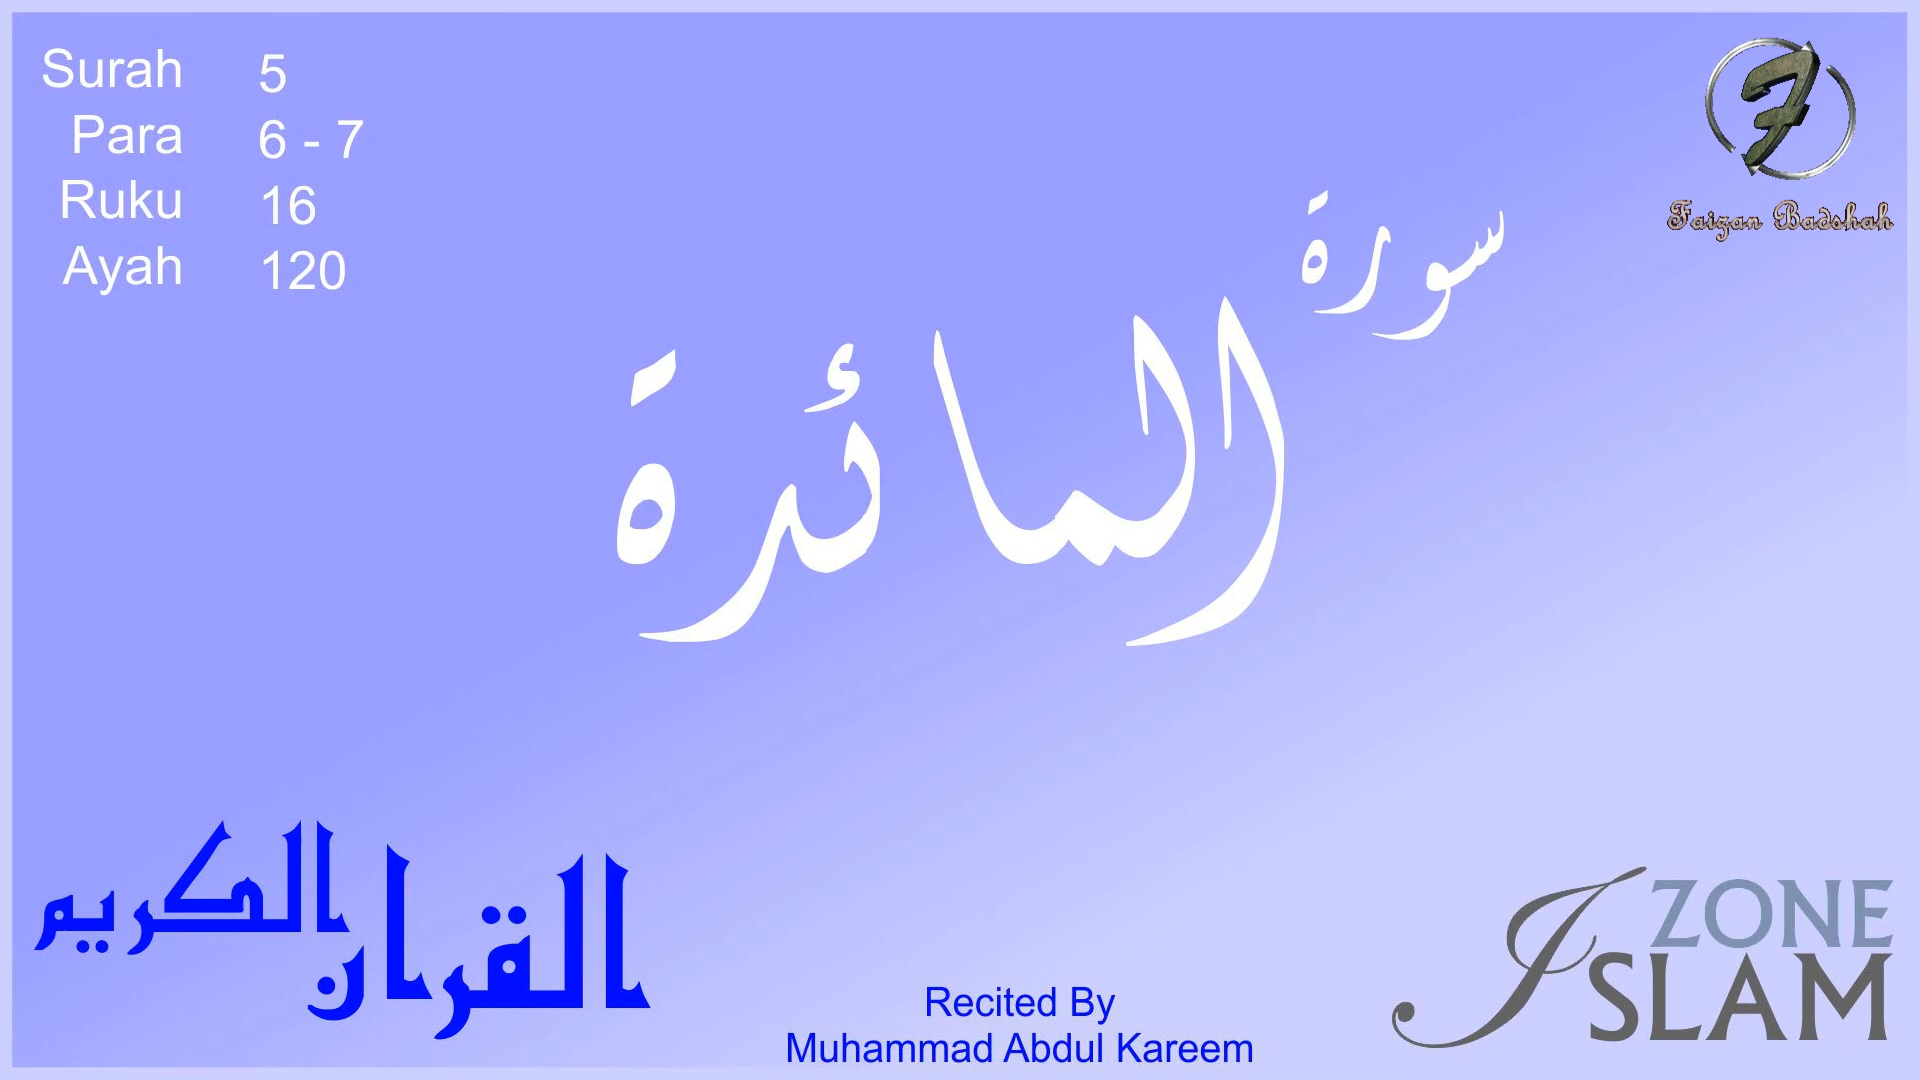 Surah 5
Para 6 - 7
Ruku 16
Ayah 120
Faizan Badshah
سورة
المائدة
القران الكريم
Recited By
Muhammad Abdul Kareem
ZONE
ISLAM